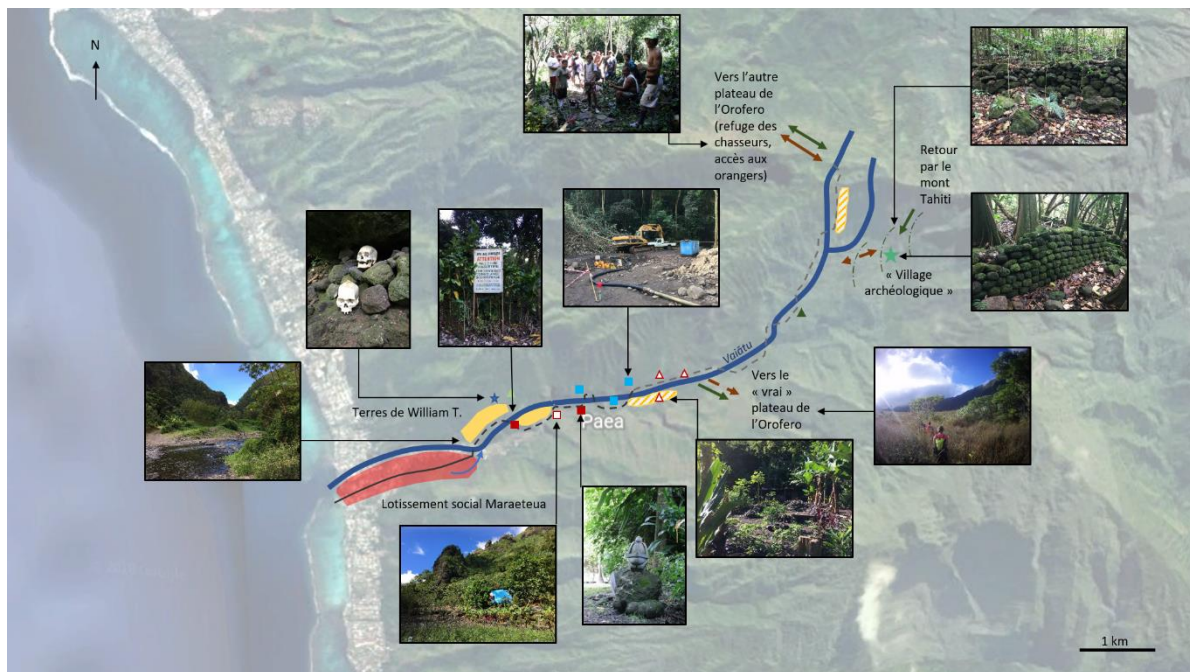 N
Vers l'autre
plateau de
l'Orofero
(refuge des
chasseurs,
accès aux
orangers)
Retour
par le
mont
Tahiti
« Village
archéologique »
ATTENTION
Vaiātu
Vers le
« vrai »
plateau de
l'Orofero
Terres de William T.
Paea
Lotissement social Maraeteua
1 km